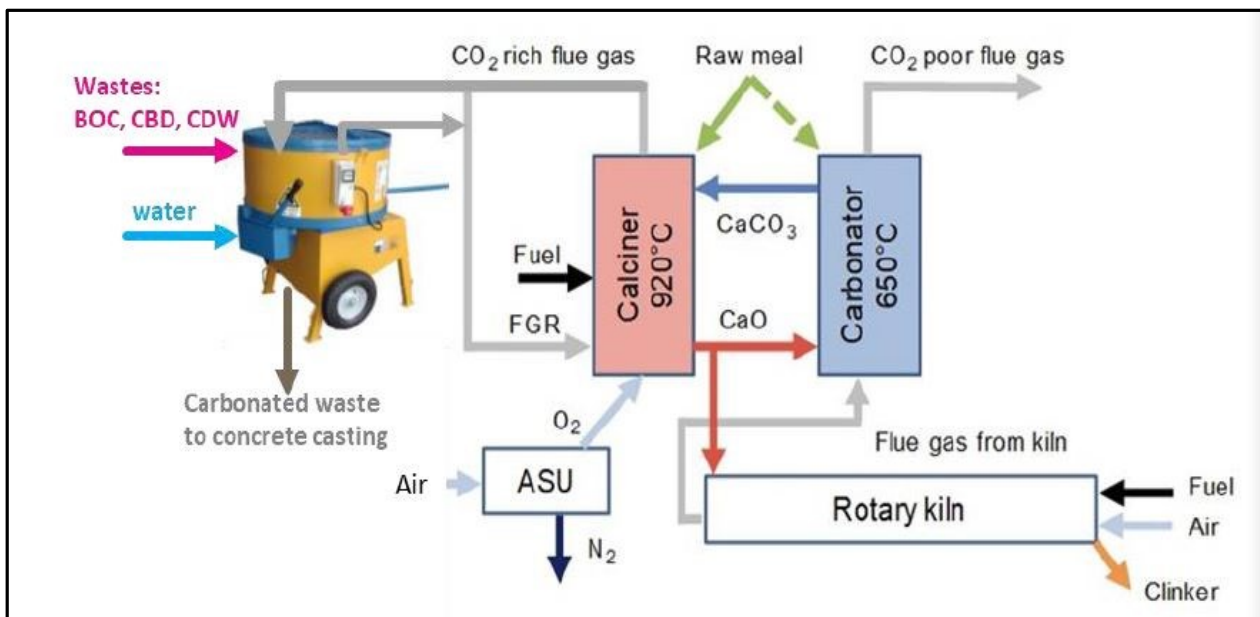 CO₂ rich flue gas
Raw meal
CO₂ poor flue gas
Wastes:
BOC, CBD, CDW
water
Fuel
FGR
Calciner
920°C
CaCO₃
CaO
Carbonator
650°C
Carbonated waste
to concrete casting
O₂
Air
ASU
N₂
Flue gas from kiln
Rotary kiln
Fuel
Air
Clinker